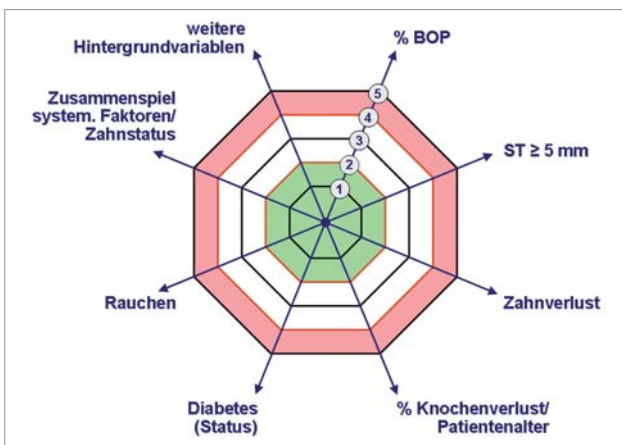 weitere
Hintergrundvariablen
% BOP
Zusammenspiel
system. Faktoren/
Zahnstatus
5
4
3
2
1
ST ≥ 5 mm
Rauchen
Zahnverlust
Diabetes
(Status)
% Knochenverlust/
Patientenalter